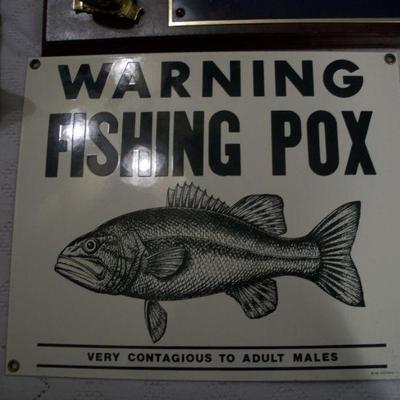 WARNING
FISHING POX
VERY CONTAGIOUS TO ADULT MALES